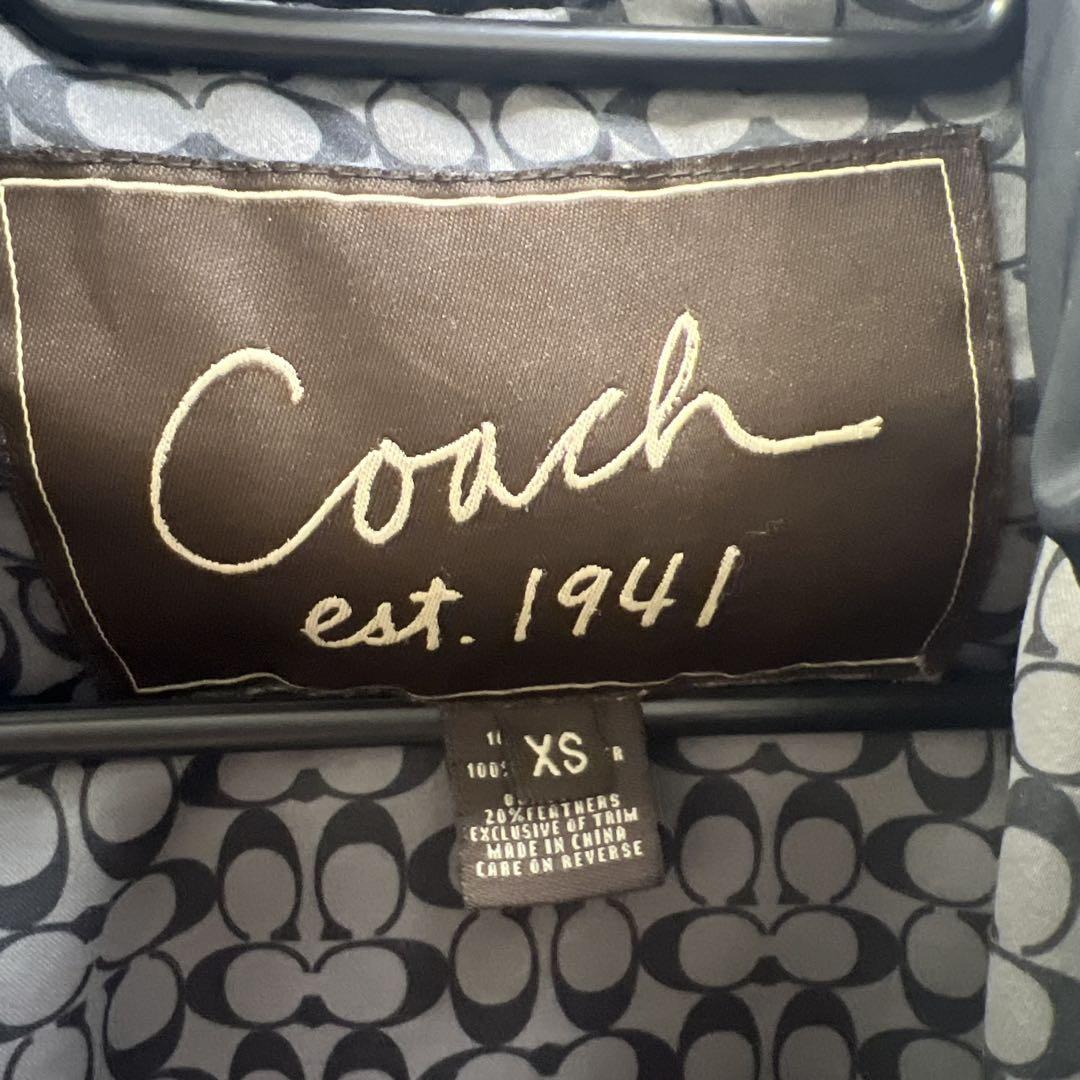 Coach
est. 1941
XS
20% FEATHERS
EXCLUSIVE OF TRIM
MADE IN CHINA
CARE ON REVERSE